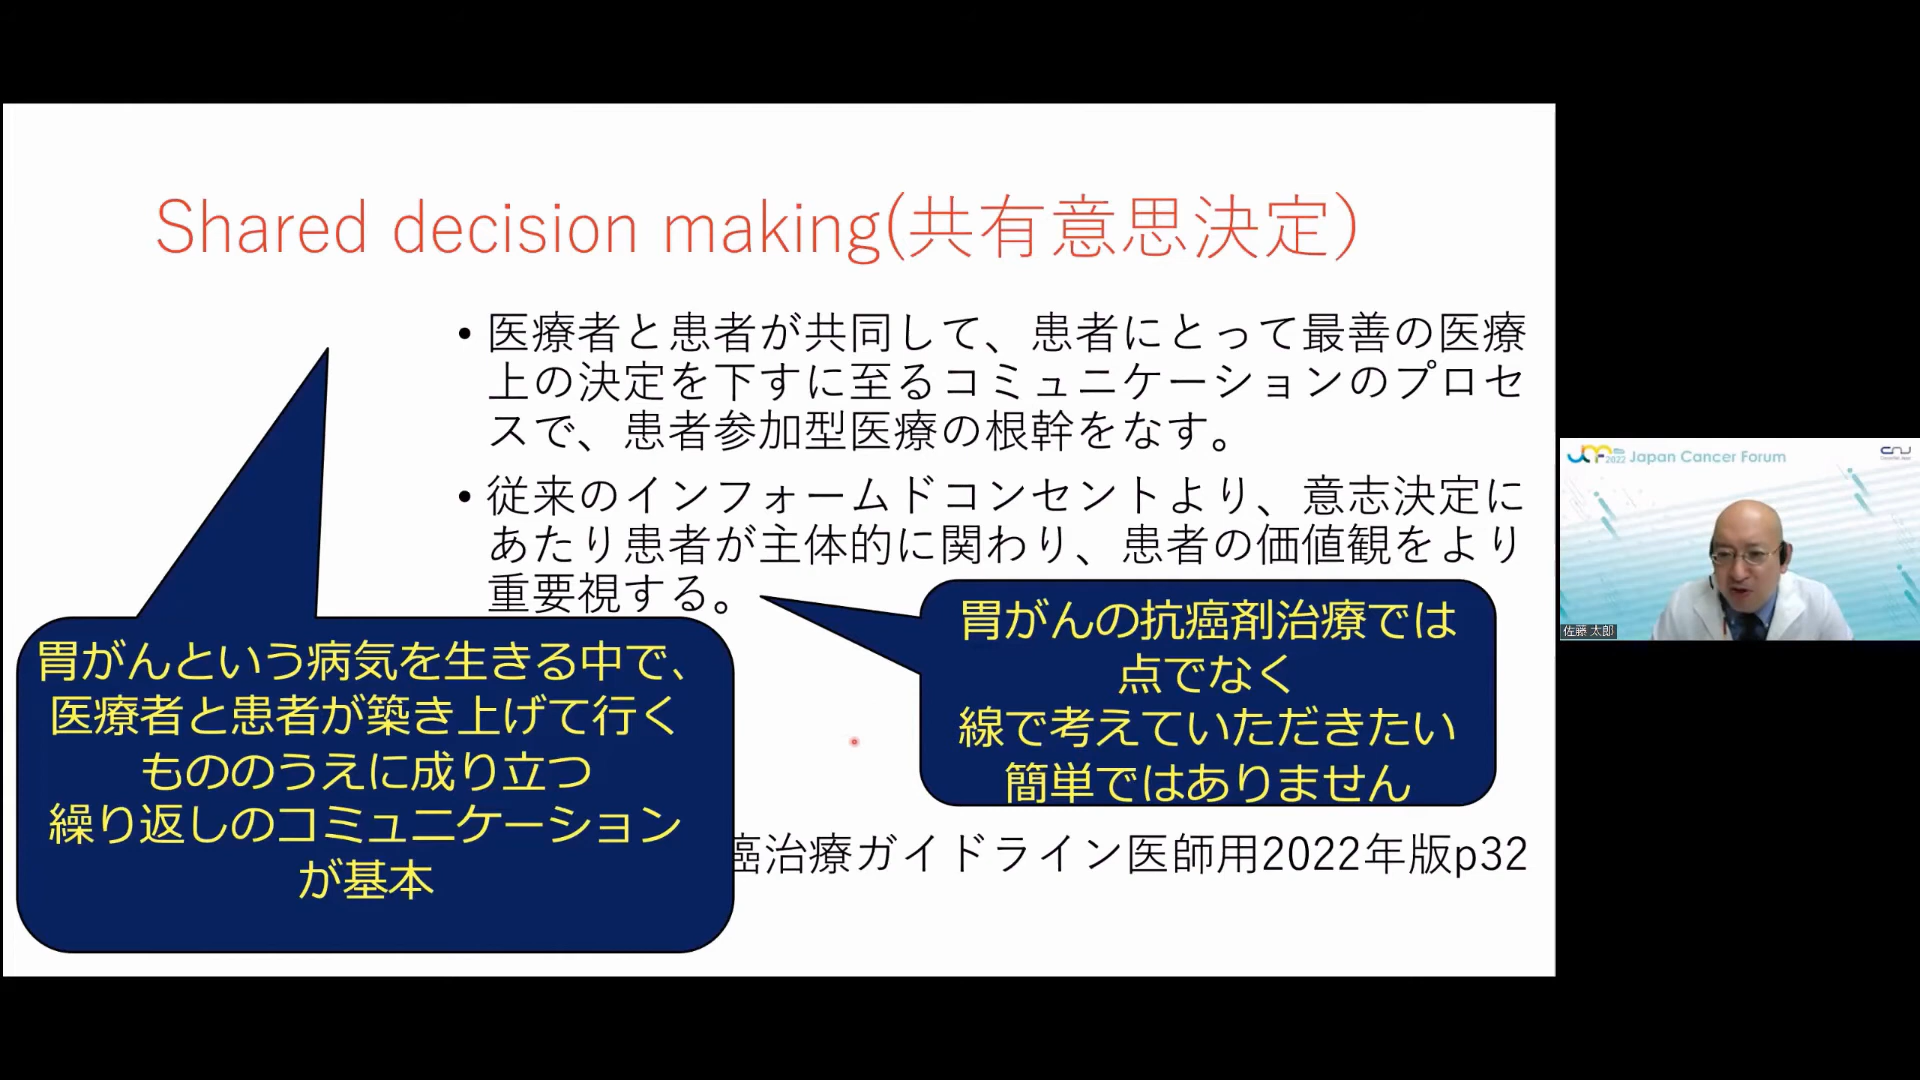 Shared decision making(共有意思決定)
• 医療者と患者が共同して、患者にとって最善の医療
上の決定を下すに至るコミュニケーションのプロセ
スで、患者参加型医療の根幹をなす。
• 従来のインフォームドコンセントより、意志決定に
あたり患者が主体的に関わり、患者の価値観をより
重要視する。
胃がんという病気を生きる中で、
医療者と患者が築き上げて行く
もののうえに成り立つ
繰り返しのコミュニケーション
が基本
胃がんの抗癌剤治療では
点でなく
線で考えていただきたい
簡単ではありません
癌治療ガイドライン医師用2022年版p32
2022 Japan Cancer Forum
佐藤 太郎